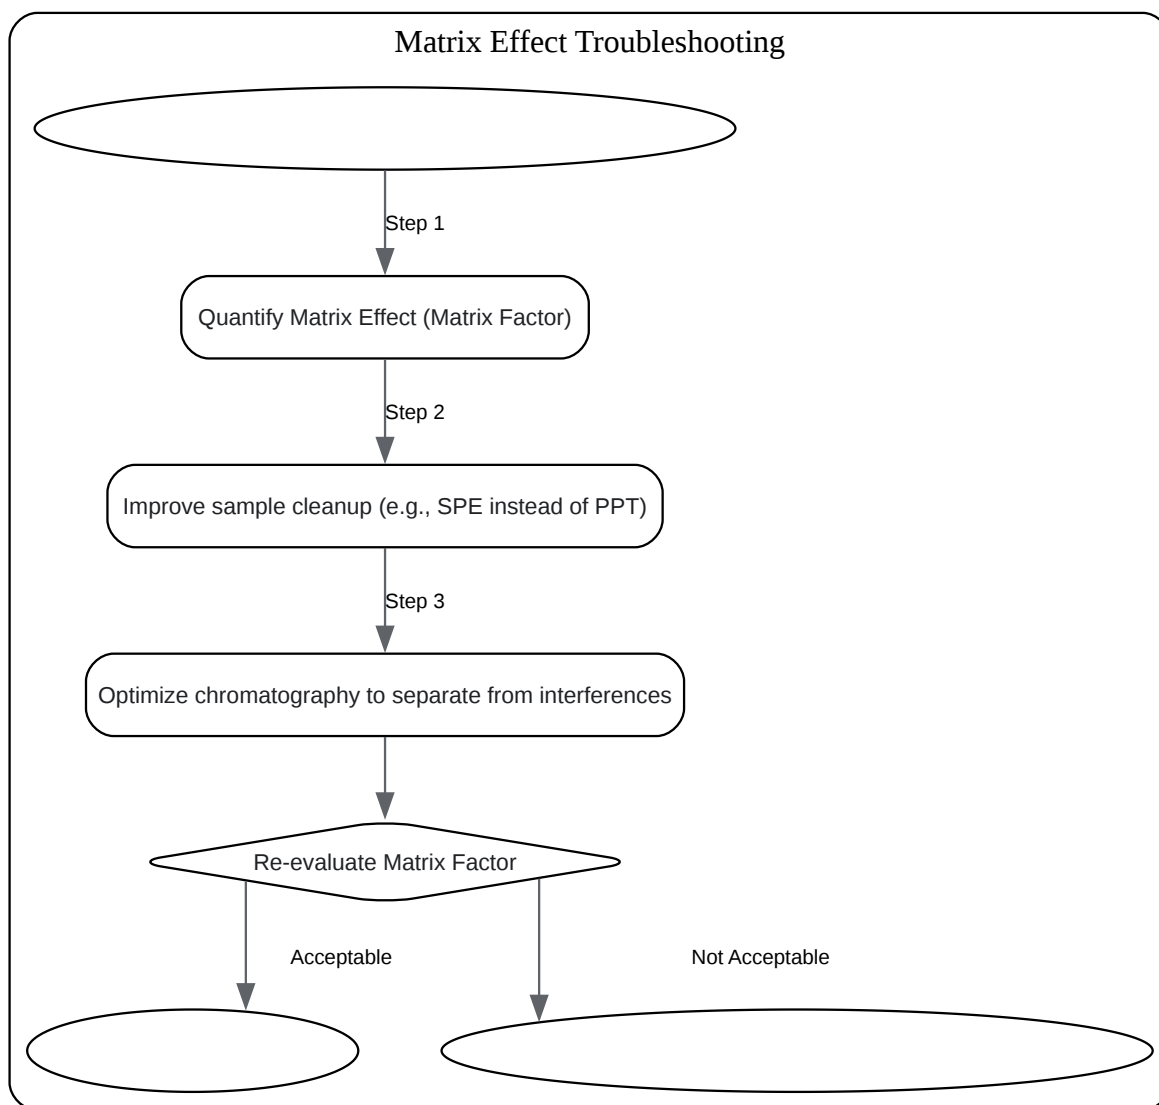 Matrix Effect Troubleshooting
Step 1
Quantify Matrix Effect (Matrix Factor)
Step 2
Improve sample cleanup (e.g., SPE instead of PPT)
Step 3
Optimize chromatography to separate from interferences
Re-evaluate Matrix Factor
Acceptable
Not Acceptable